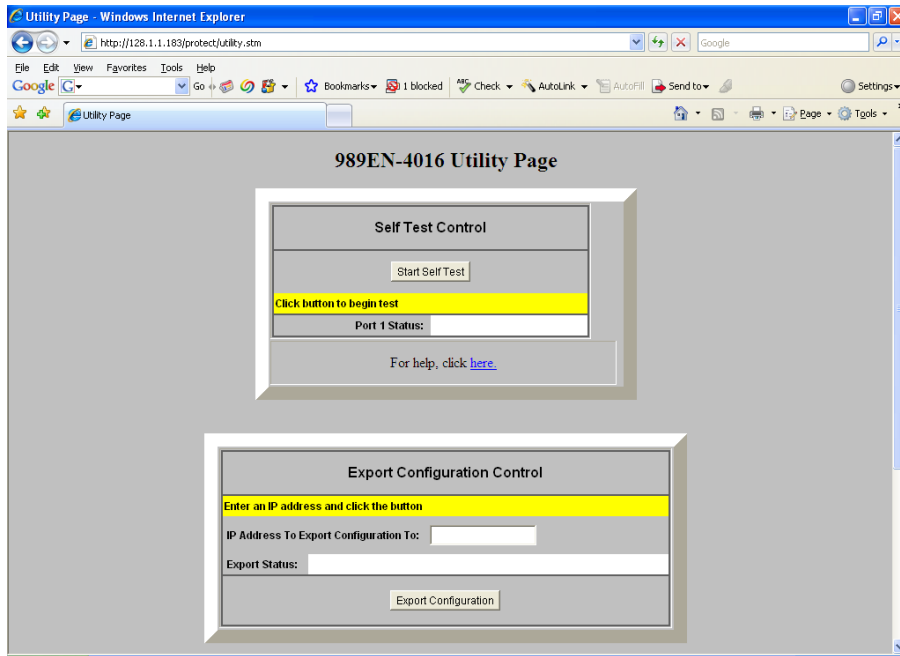 Utility Page - Windows Internet Explorer
http://128.1.1.183/protect/utility.stm
Google
File Edit View Favorites Tools Help
Google G Go Bookmarks 1 blocked ABC Check AutoLink AutoFill Send to Settings
Utility Page Page Tools
989EN-4016 Utility Page
Self Test Control
Start Self Test
Click button to begin test
Port 1 Status:
For help, click here.
Export Configuration Control
Enter an IP address and click the button
IP Address To Export Configuration To:
Export Status:
Export Configuration